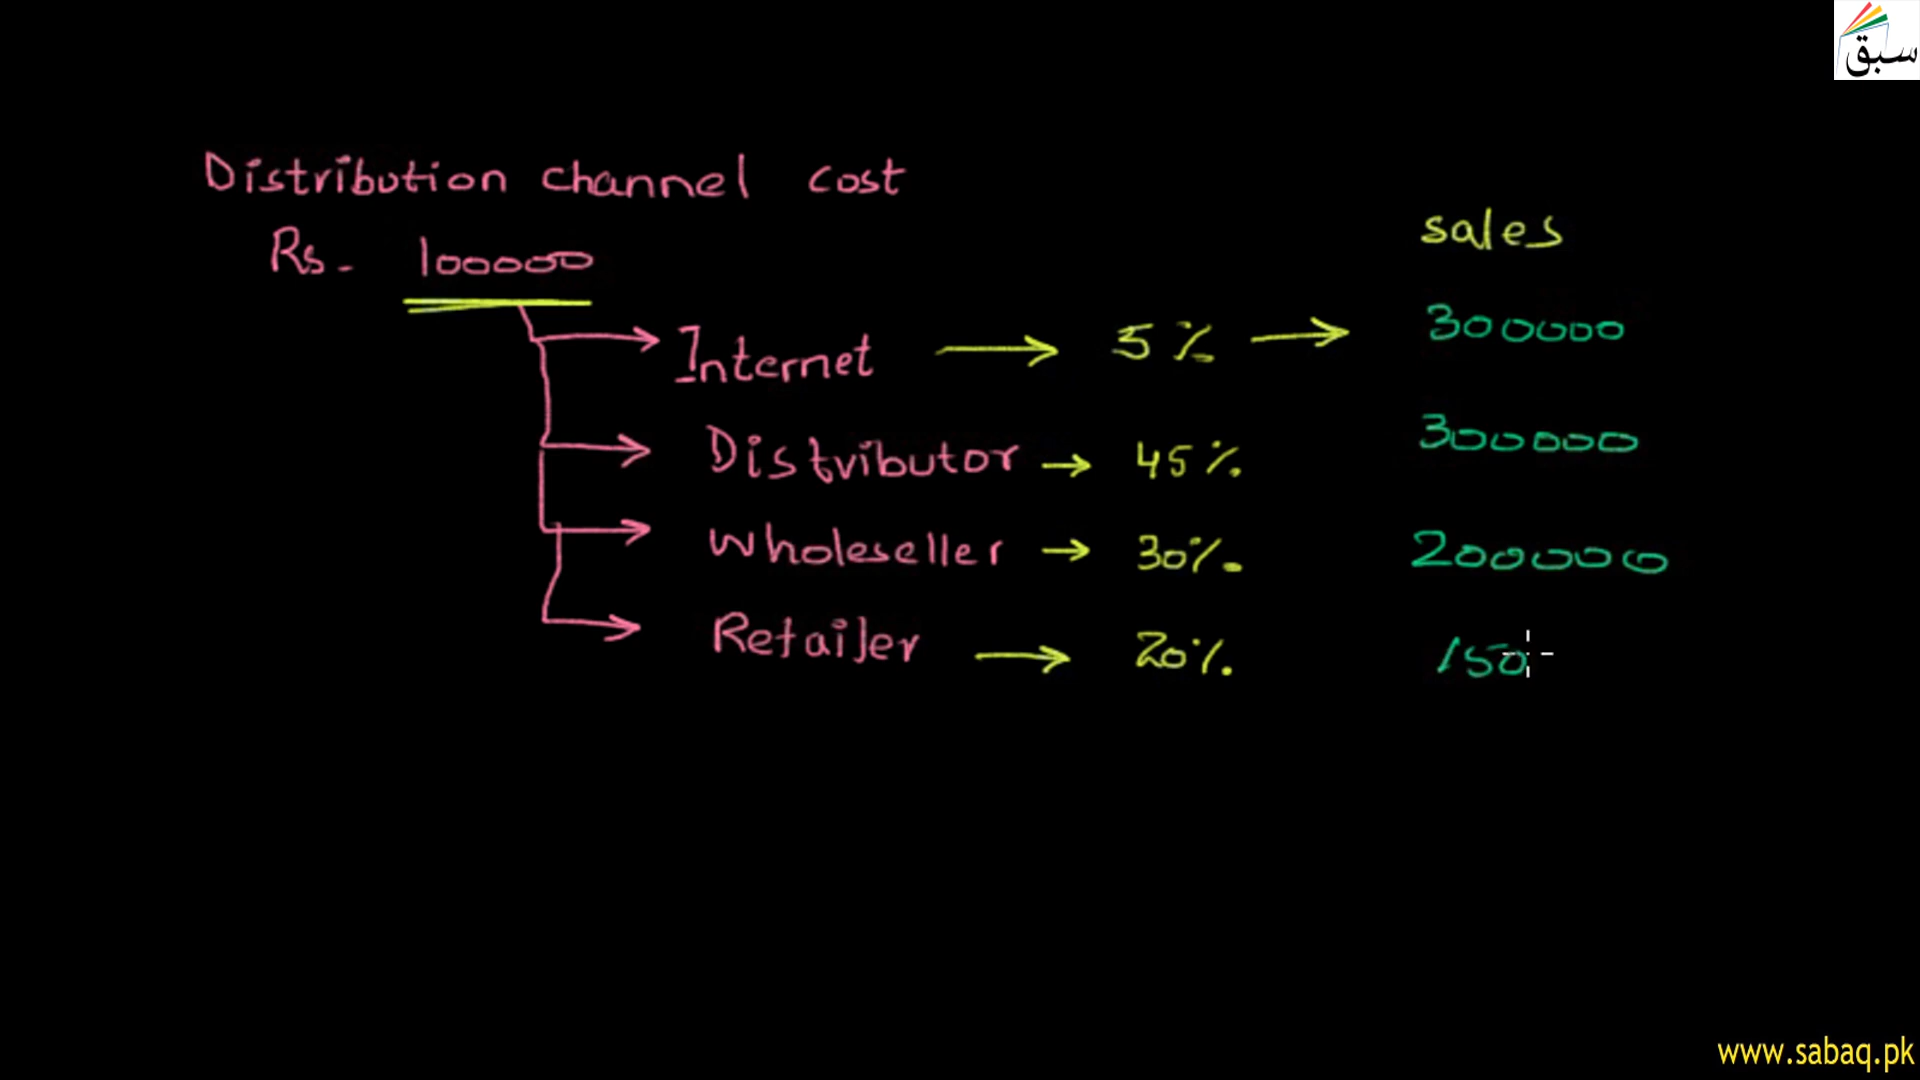 سبق
Distribution channel cost
Rs. 100000
sales
Internet → 5% → 300000
Distributor → 45% 300000
Wholeseller → 30% 200000
Retailer → 20% 150
www.sabaq.pk